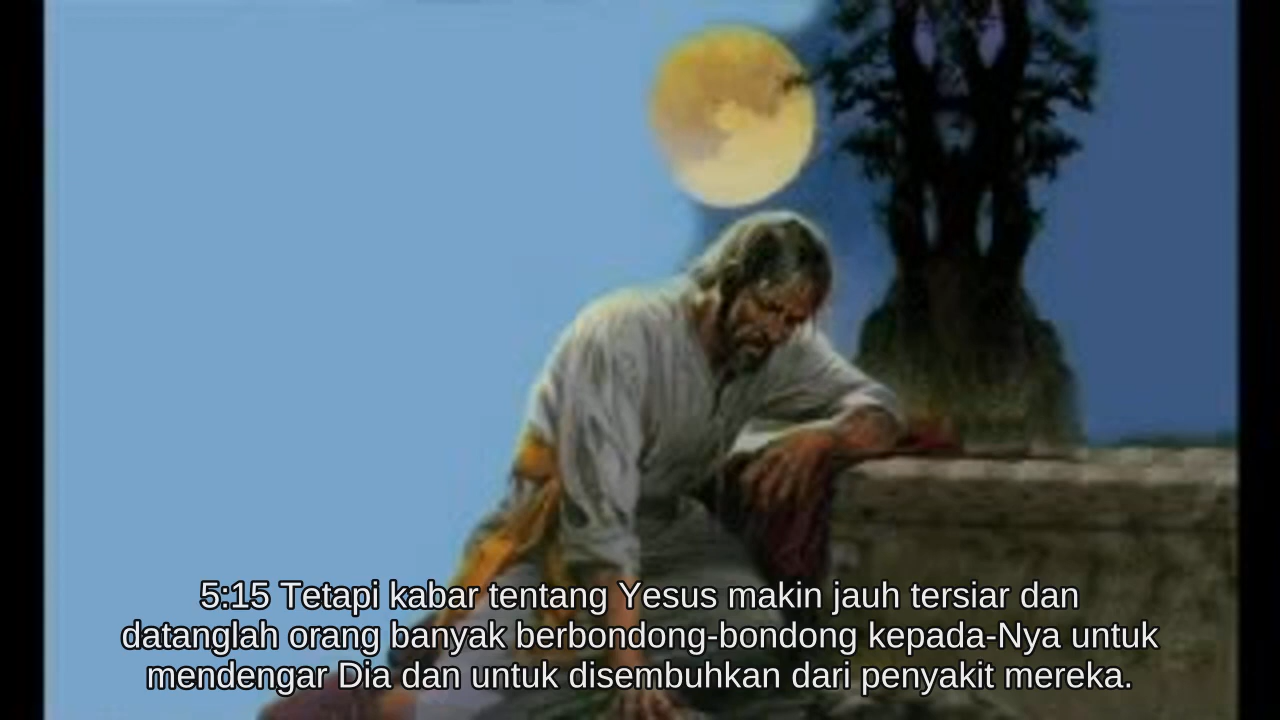 5:15 Tetapi kabar tentang Yesus makin jauh tersiar dan
datanglah orang banyak berbondong-bondong kepada-Nya untuk
mendengar Dia dan untuk disembuhkan dari penyakit mereka.